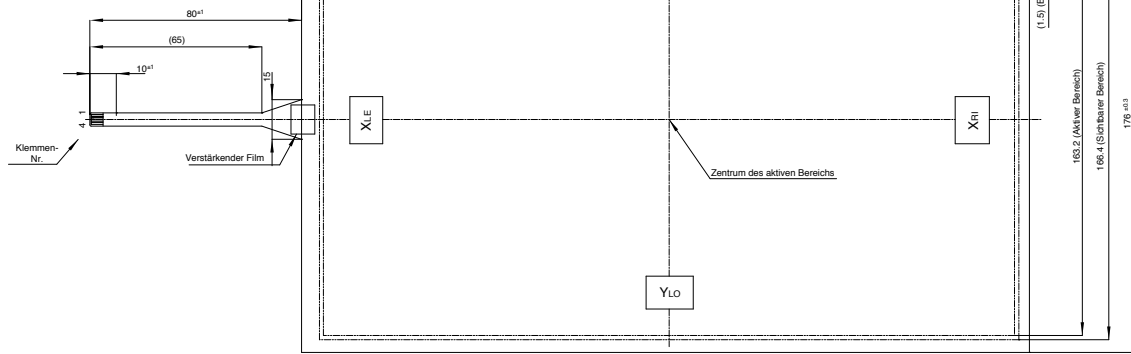 80±1
(65)
10±1
15
1
4
Klemmen-
Nr.
Verstärkender Film
XLE
XRI
Zentrum des aktiven Bereichs
YLO
(1.5) (E
163.2 (Aktiver Bereich)
166.4 (Sichtbarer Bereich)
176 ±0.3